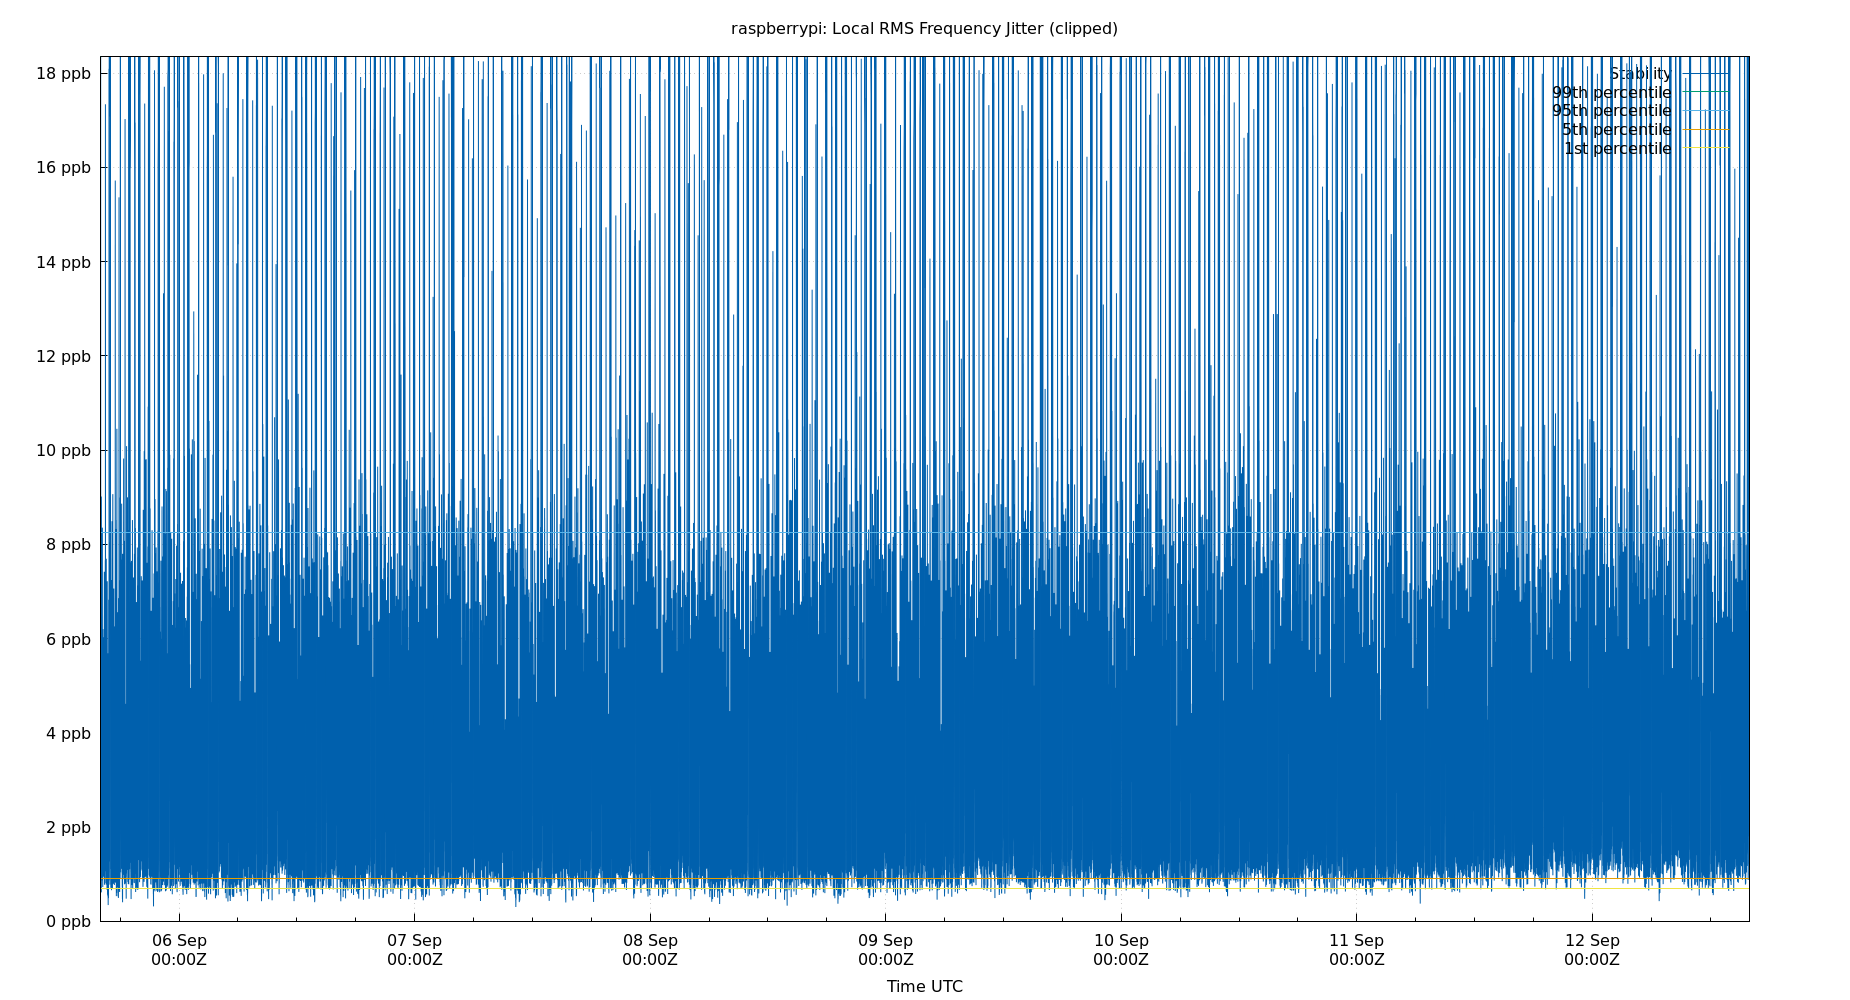 raspberrypi: Local RMS Frequency Jitter (clipped)
18 ppb
16 ppb
14 ppb
12 ppb
10 ppb
8 ppb
6 ppb
4 ppb
2 ppb
0 ppb
Stability
99th percentile
95th percentile
5th percentile
1st percentile
06 Sep 07 Sep 08 Sep 09 Sep 10 Sep 11 Sep 12 Sep
00:00Z 00:00Z 00:00Z 00:00Z 00:00Z 00:00Z 00:00Z
Time UTC